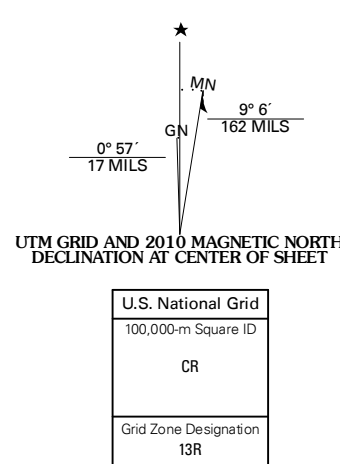 MN
9° 6´
162 MILS
GN
0° 57´
17 MILS
UTM GRID AND 2010 MAGNETIC NORTH
DECLINATION AT CENTER OF SHEET
U.S. National Grid
100,000-m Square ID
CR
Grid Zone Designation
13R